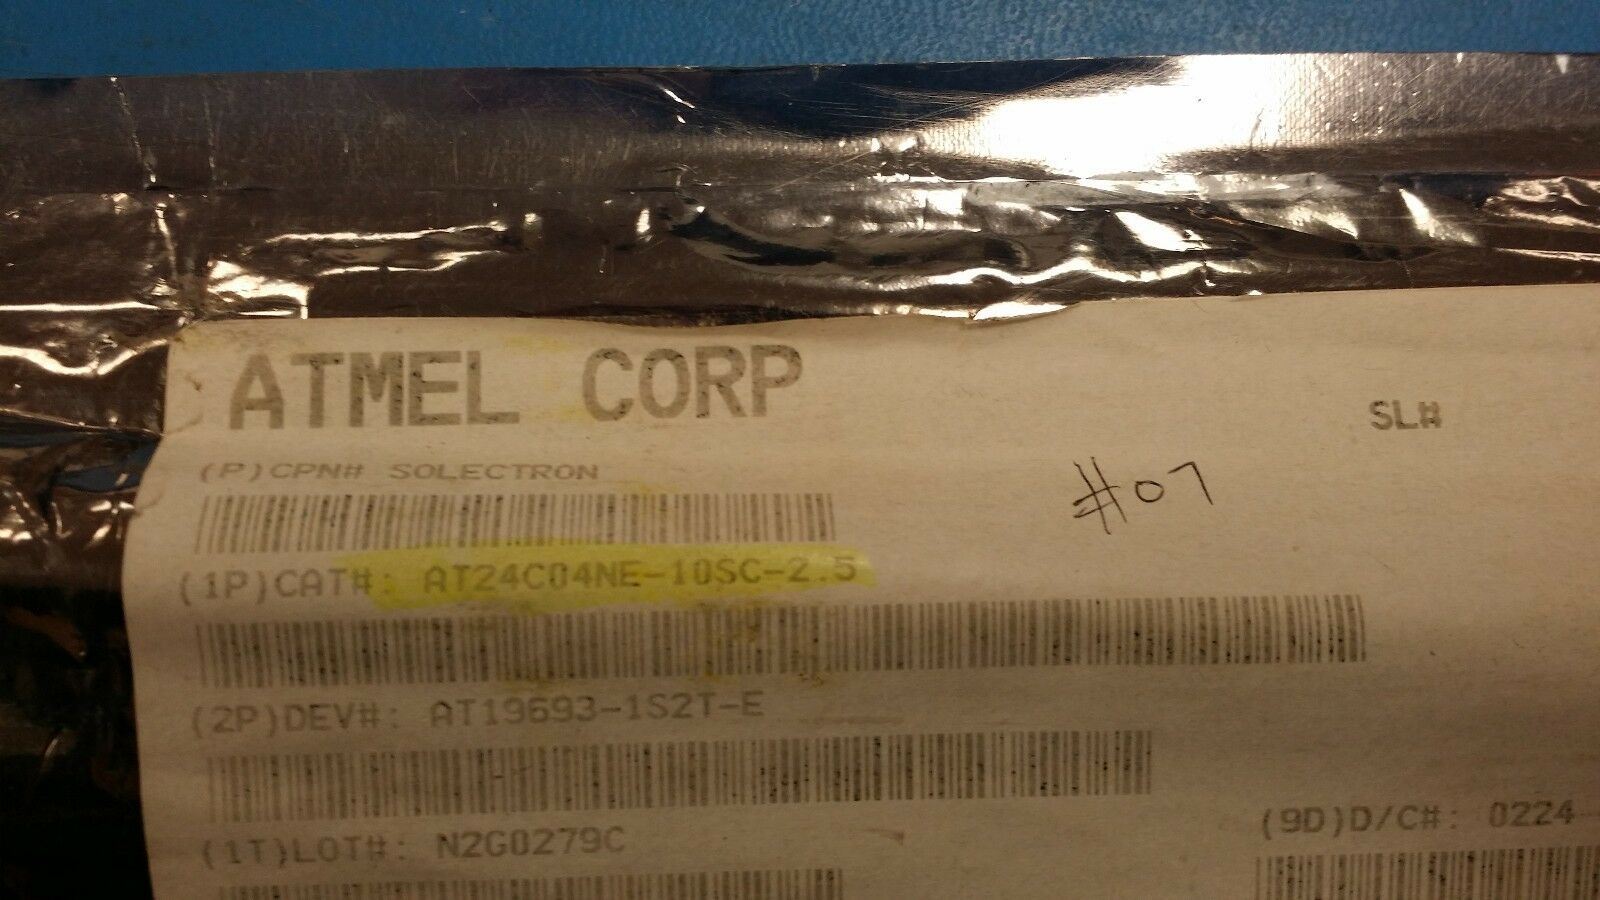 ATMEL CORP
SL#
(P)CPN# SOLECTRON
#07
(1P)CAT#: AT24C04NE-10SC-2.5
(2P)DEV#: AT19693-1S2T-E
(1T)LOT#: N2G0279C
(9D)D/C#: 0224-